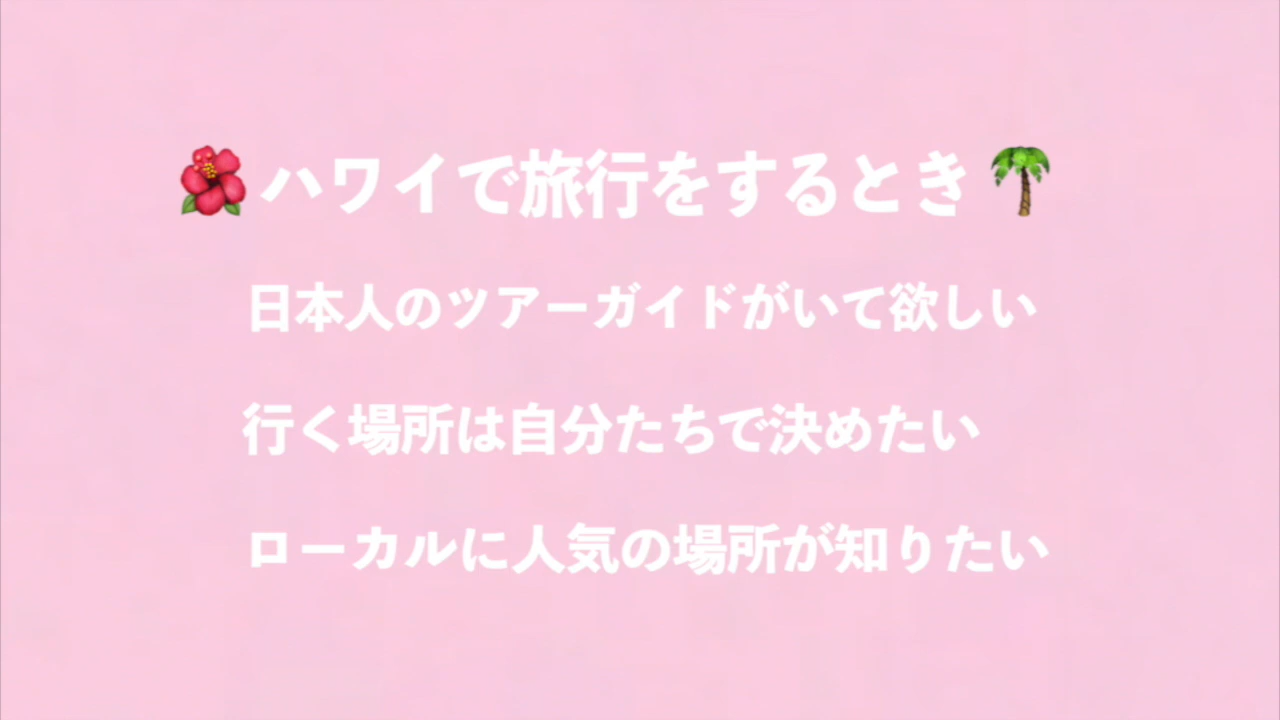 🌺ハワイで旅行をするとき🌴
日本人のツアーガイドがいて欲しい
行く場所は自分たちで決めたい
ローカルに人気の場所が知りたい